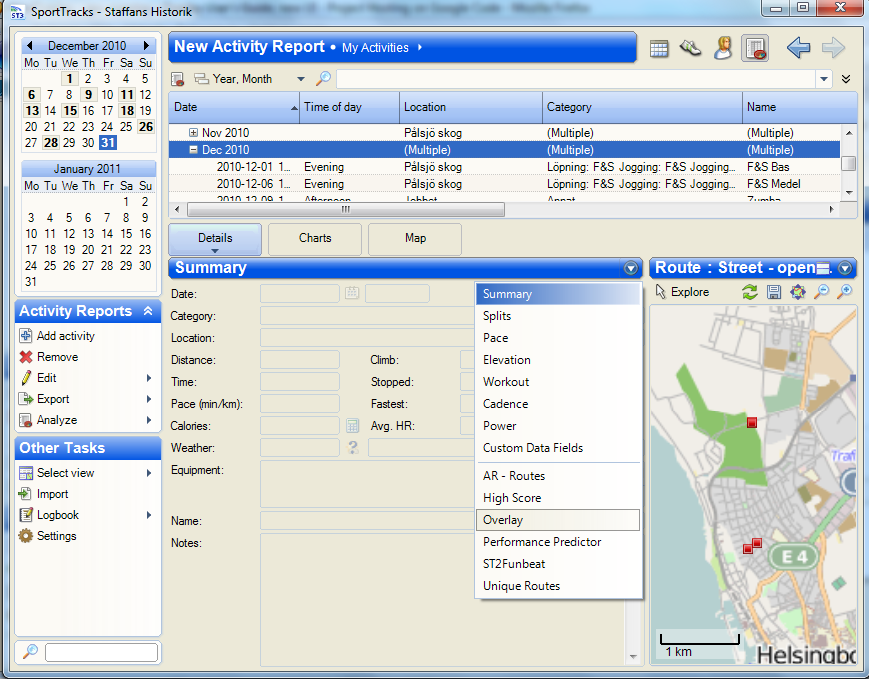 SportTracks - Staffans Historik
December 2010
Mo Tu We Th Fr Sa Su
1 2 3 4 5
6 7 8 9 10 11 12
13 14 15 16 17 18 19
20 21 22 23 24 25 26
27 28 29 30 31
January 2011
Mo Tu We Th Fr Sa Su
1 2
3 4 5 6 7 8 9
10 11 12 13 14 15 16
17 18 19 20 21 22 23
24 25 26 27 28 29 30
31
Activity Reports
Add activity
Remove
Edit
Export
Analyze
Other Tasks
Select view
Import
Logbook
Settings
New Activity Report • My Activities
Year, Month
Date Time of day Location Category Name
Nov 2010 Pålsjö skog (Multiple) (Multiple)
Dec 2010 (Multiple) (Multiple) (Multiple)
2010-12-01 1... Evening Pålsjö skog Löpning: F&S Jogging: F&S Jogging... F&S Bas
2010-12-06 1... Evening Pålsjö skog Löpning: F&S Jogging: F&S Jogging... F&S Medel
2010-12-09 1... Afternoon Jobbet Annat Zumba
Details Charts Map
Summary
Date:
Category:
Location:
Distance: Climb:
Time: Stopped:
Pace (min/km): Fastest:
Calories: Avg. HR:
Weather: ?
Equipment:
Name:
Notes:
Summary
Splits
Pace
Elevation
Workout
Cadence
Power
Custom Data Fields
AR - Routes
High Score
Overlay
Performance Predictor
ST2Funbeat
Unique Routes
Route : Street - open
Explore
Traf
E 4
1 km
Helsingbo